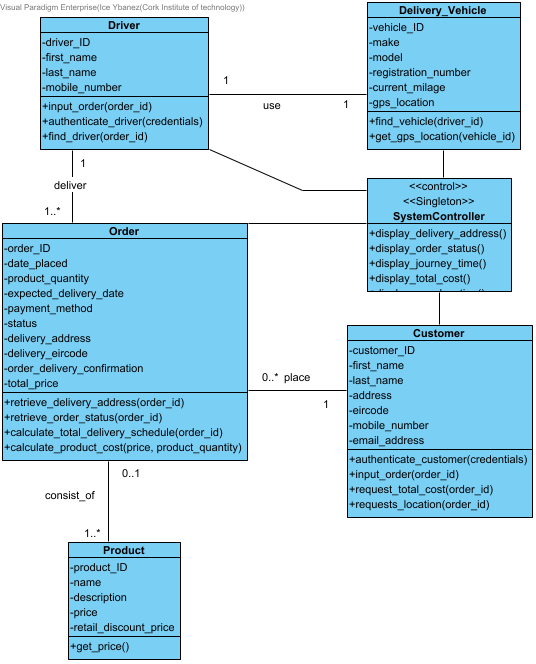 Visual Paradigm Enterprise(Ice Ybanez(Cork Institute of technology))
Driver
-driver_ID
-first_name
-last_name
-mobile_number
+input_order(order_id)
+authenticate_driver(credentials)
+find_driver(order_id)
1
use
1
Delivery_Vehicle
-vehicle_ID
-make
-model
-registration_number
-current_milage
-gps_location
+find_vehicle(driver_id)
+get_gps_location(vehicle_id)
1
deliver
1..*
<<control>>
<<Singleton>>
SystemController
+display_delivery_address()
+display_order_status()
+display_journey_time()
+display_total_cost()
Order
-order_ID
-date_placed
-product_quantity
-expected_delivery_date
-payment_method
-status
-delivery_address
-delivery_eircode
-order_delivery_confirmation
-total_price
+retrieve_delivery_address(order_id)
+retrieve_order_status(order_id)
+calculate_total_delivery_schedule(order_id)
+calculate_product_cost(price, product_quantity)
0..* place
1
Customer
-customer_ID
-first_name
-last_name
-address
-eircode
-mobile_number
-email_address
+authenticate_customer(credentials)
+input_order(order_id)
+request_total_cost(order_id)
+requests_location(order_id)
0..1
consist_of
1..*
Product
-product_ID
-name
-description
-price
-retail_discount_price
+get_price()